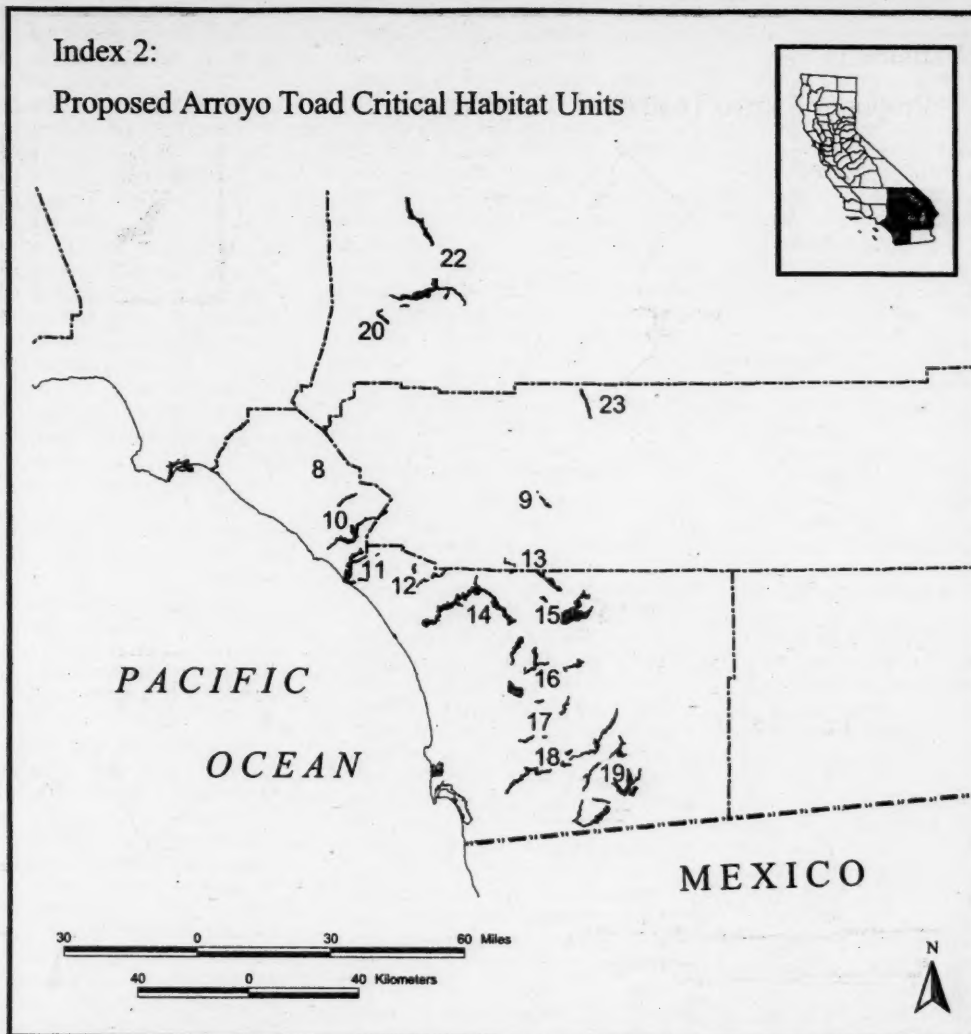 Index 2:
Proposed Arroyo Toad Critical Habitat Units
22
20
23
8
9
10
11
13
12
14
15
16
17
18
19
PACIFIC
OCEAN
MEXICO
30 0 30 60 Miles
40 0 40 Kilometers
N